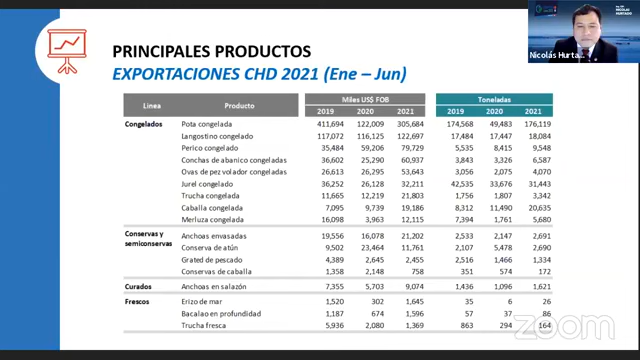 PRINCIPALES PRODUCTOS
EXPORTACIONES CHD 2021 (Ene – Jun)
Linea Producto Miles US$ FOB Toneladas
2019 2020 2021 2019 2020 2021
Congelados Pota congelada 411,694 122,009 305,684 174,568 49,483 176,119
Langostino congelado 117,072 116,125 122,697 17,484 17,447 18,084
Perico congelado 35,484 59,206 79,729 5,535 8,415 9,548
Conchas de abanico congeladas 36,602 25,290 60,937 3,843 3,326 6,587
Ovas de pez volador congeladas 26,613 26,295 53,643 3,056 2,075 4,070
Jurel congelado 36,252 26,128 32,211 42,535 33,676 31,443
Trucha congelada 11,665 12,219 21,803 1,756 1,807 3,342
Caballa congelada 7,095 9,739 19,186 8,312 11,490 20,635
Merluza congelada 16,098 3,963 12,115 7,394 1,761 5,680
Conservas y semiconservas Anchoas envasadas 19,556 16,078 21,202 2,533 2,147 2,691
Conserva de atún 9,502 23,464 11,761 2,107 5,478 2,690
Grated de pescado 4,389 2,645 2,455 2,516 1,466 1,334
Conservas de caballa 1,358 2,148 758 351 574 172
Curados Anchoas en salazón 7,355 5,703 9,074 1,436 1,096 1,621
Frescos Erizo de mar 1,520 302 1,645 35 6 26
Bacalao en profundidad 1,187 674 1,596 57 37 86
Trucha fresca 5,936 2,080 1,369 863 294 164
Nicolás Hurta...
NICOLAS
HURTADO
zoom